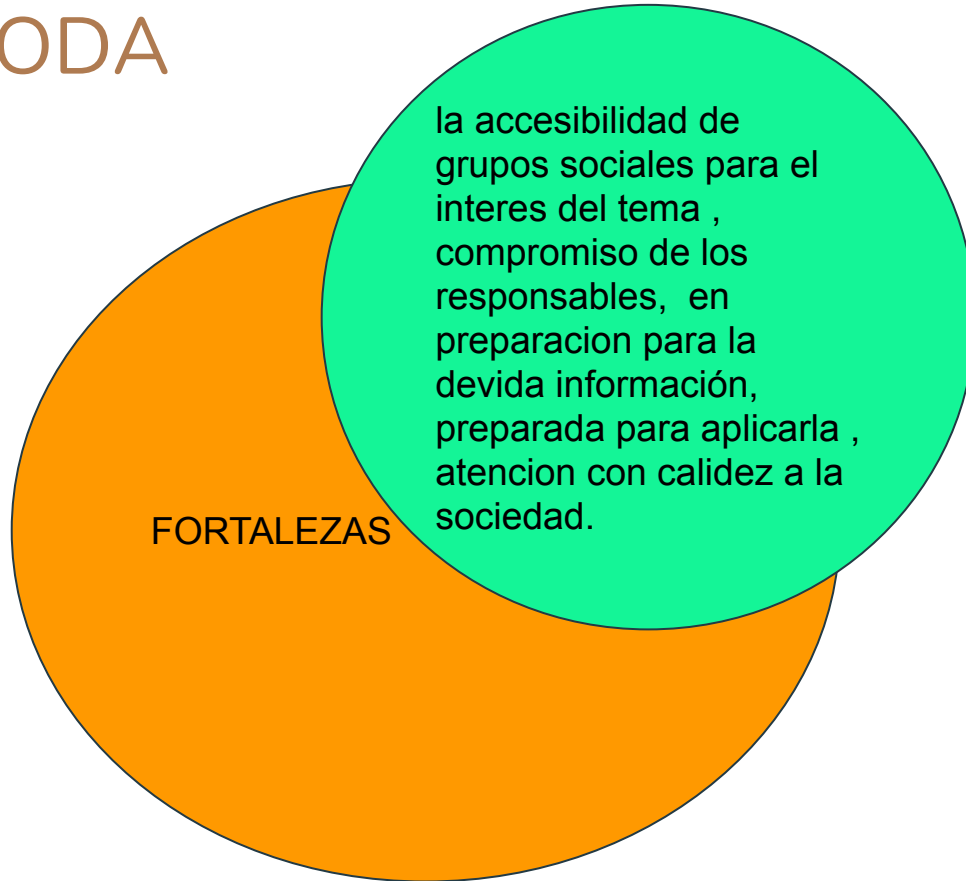 ODA
la accesibilidad de
grupos sociales para el
interes del tema ,
compromiso de los
responsables,  en
preparacion para la
devida información,
preparada para aplicarla ,
atencion con calidez a la
sociedad.
FORTALEZAS